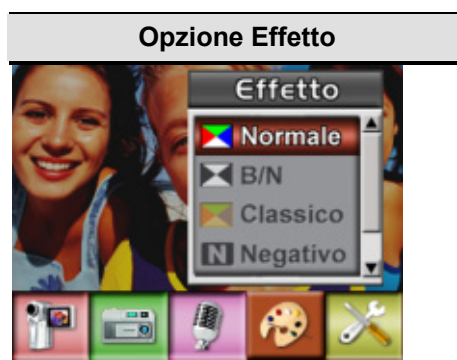 Opzione Effetto
Effetto
Normale
B/N
Classico
N Negativo